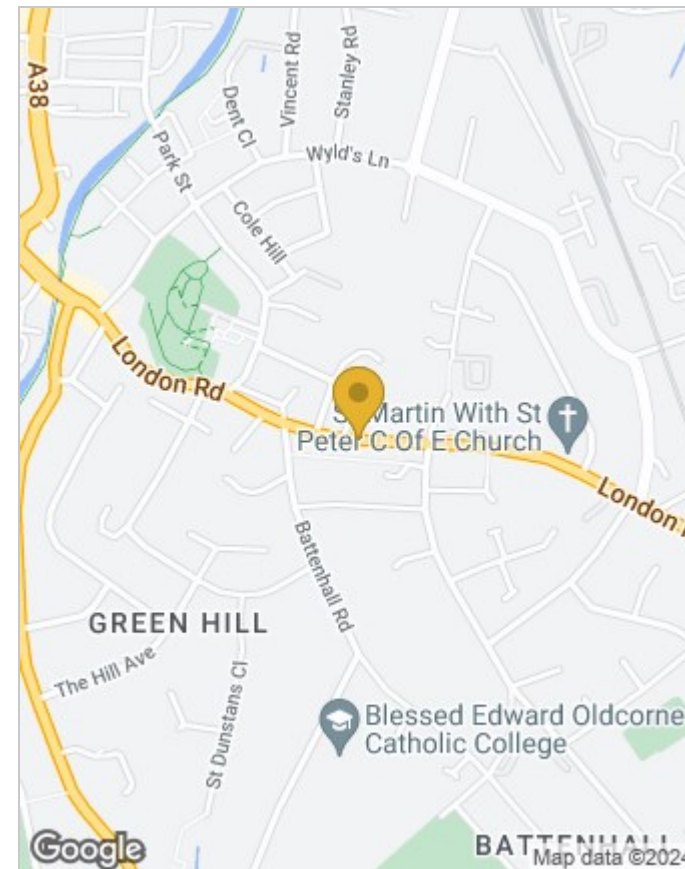 A38
Vincent Rd
Stanley Rd
Dent Cl
Wyld's Ln
Park St
Cole Hill
London Rd
St Martin With St
Peter C Of E Church
London
Battenhall Rd
GREEN HILL
The Hill Ave
St Dunstans Cl
Blessed Edward Oldcorne
Catholic College
BATTENHALL
Google
Map data ©2024